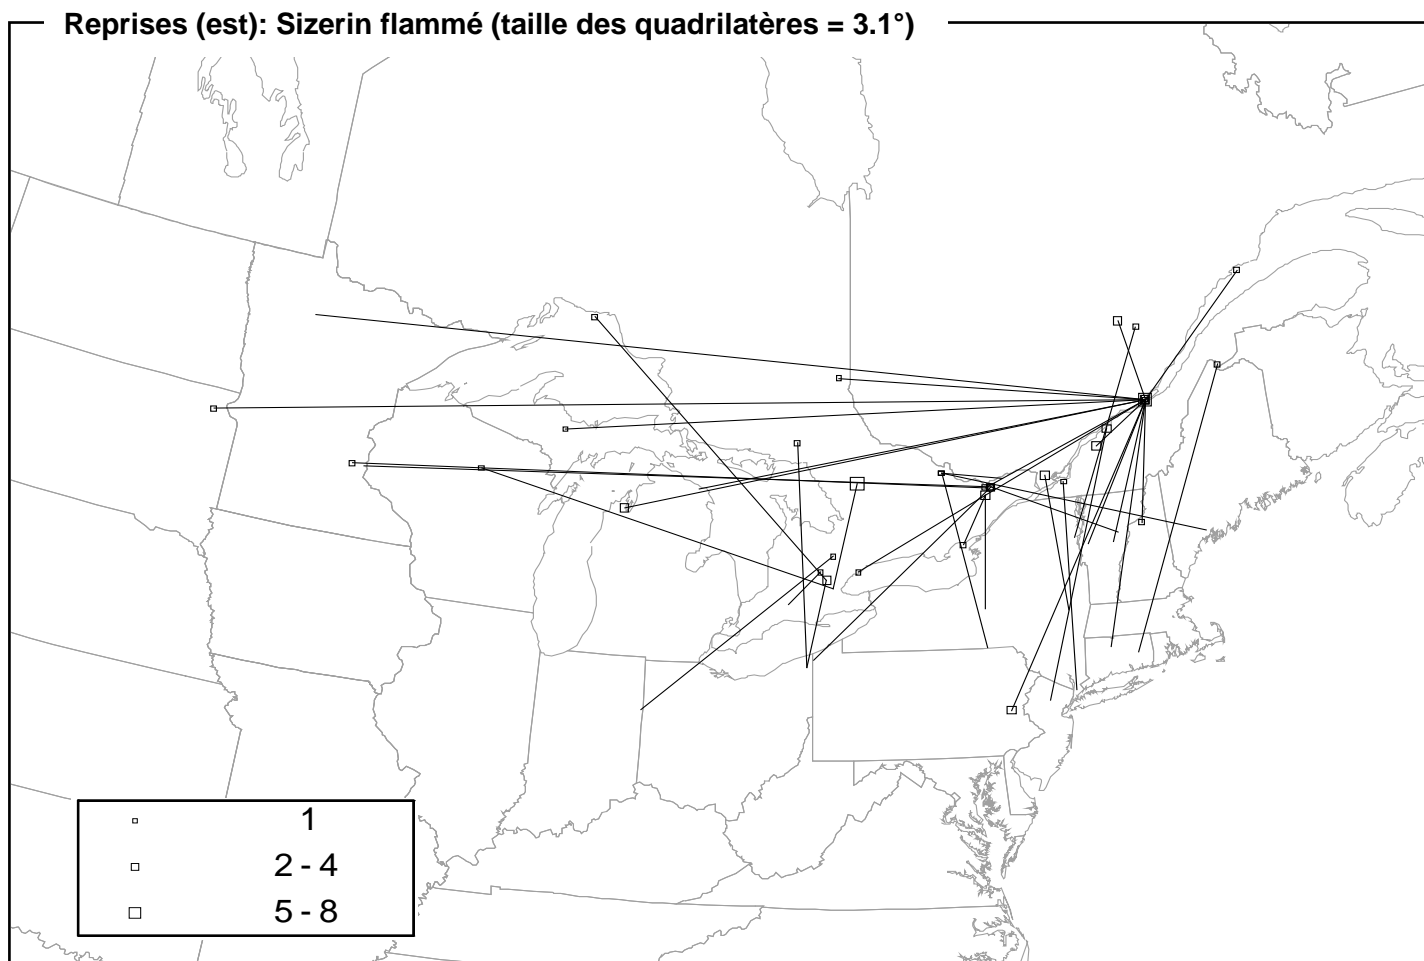 Reprises (est): Sizerin flammé (taille des quadrilatères = 3.1°)
1
2 - 4
5 - 8